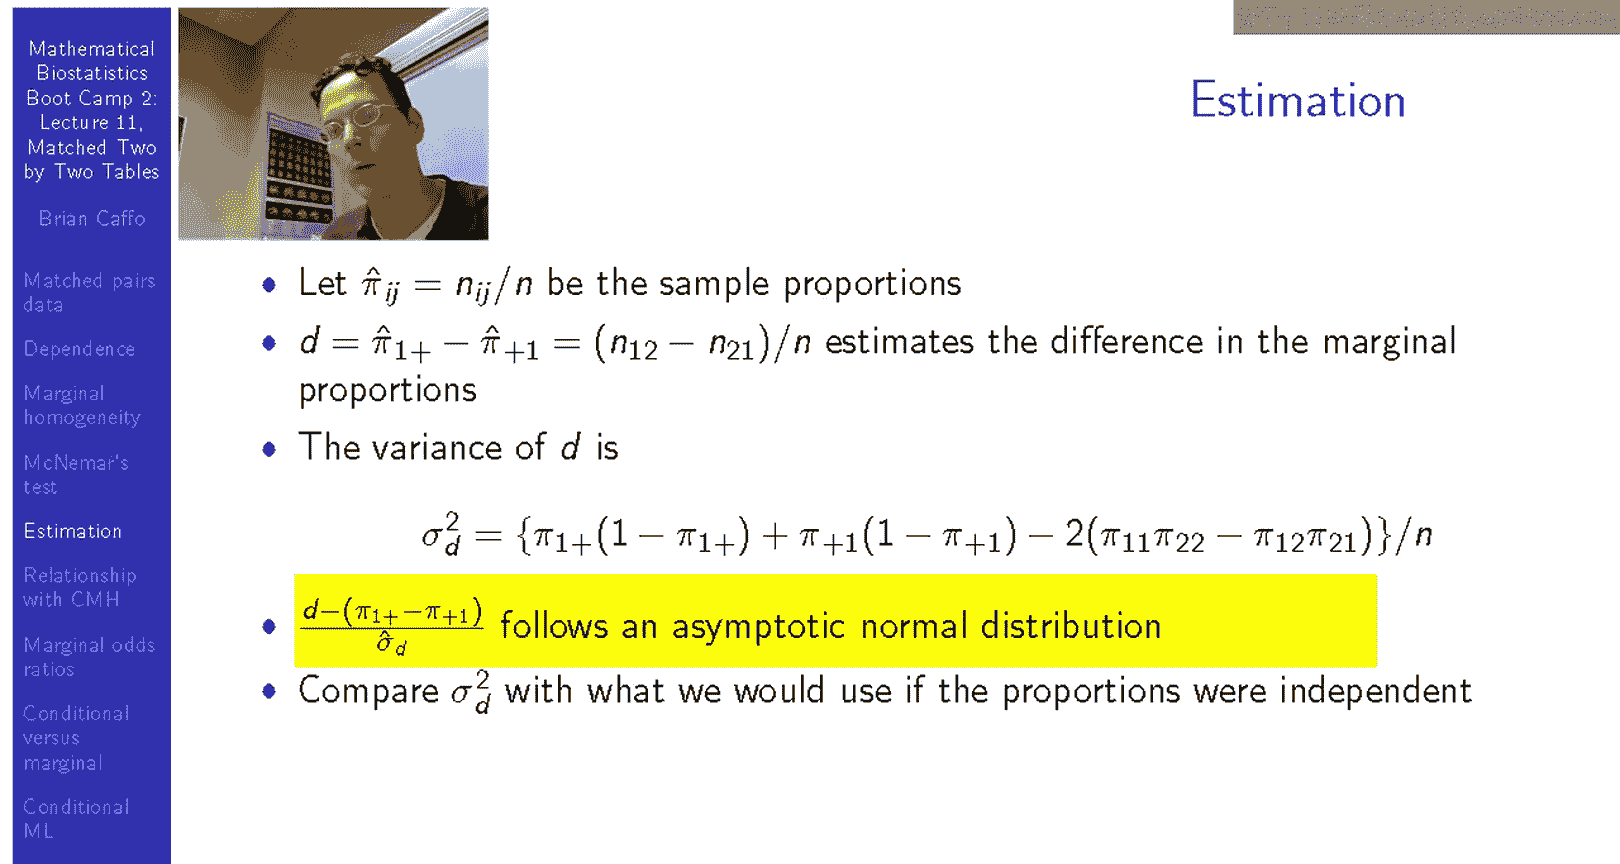 Mathematical
Biostatistics
Boot Camp 2:
Lecture 11,
Matched Two
by Two Tables
Brian Caffo
Matched pairs
data
Dependence
Marginal
homogeneity
McNemar's
test
Estimation
Relationship
with CMH
Marginal odds
ratios
Conditional
versus
marginal
Conditional
ML
Estimation
• Let π̂ᵢⱼ = nᵢⱼ/n be the sample proportions
• d = π̂₁₊ − π̂₊₁ = (n₁₂ − n₂₁)/n estimates the difference in the marginal
proportions
• The variance of d is
σ²_d = {π₁₊(1 − π₁₊) + π₊₁(1 − π₊₁) − 2(π₁₁π₂₂ − π₁₂π₂₁)}/n
• (d−(π₁₊−π₊₁))/σ̂_d follows an asymptotic normal distribution
• Compare σ²_d with what we would use if the proportions were independent